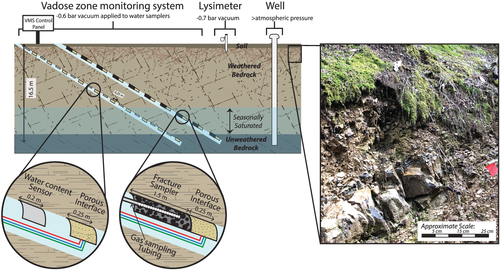 Vadose zone monitoring system
-0.6 bar vacuum applied to water samplers
Lysimeter
-0.7 bar vacuum
Well
>atmospheric pressure
VMS Control
Panel
Soil
Weathered
Bedrock
16.5 m
Seasonally
Saturated
Unweathered
Bedrock
Water content
Sensor
0.2 m
Porous
Interface
0.25 m
Fracture
Sampler
1.5 m
Porous
Interface
0.25 m
Gas sampling
Tubing
Approximate Scale:
5 cm 15 cm 25 cm